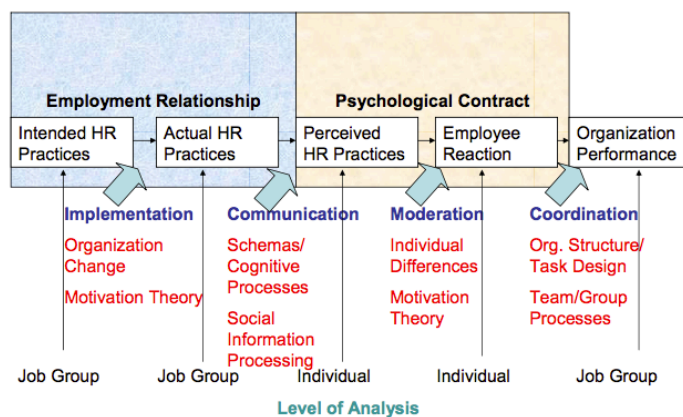 Employment Relationship
Psychological Contract
Intended HR
Practices
Actual HR
Practices
Perceived
HR Practices
Employee
Reaction
Organization
Performance
Implementation
Organization
Change
Motivation Theory
Communication
Schemas/
Cognitive
Processes
Social
Information
Processing
Moderation
Individual
Differences
Motivation
Theory
Coordination
Org. Structure/
Task Design
Team/Group
Processes
Job Group
Job Group
Individual
Individual
Job Group
Level of Analysis